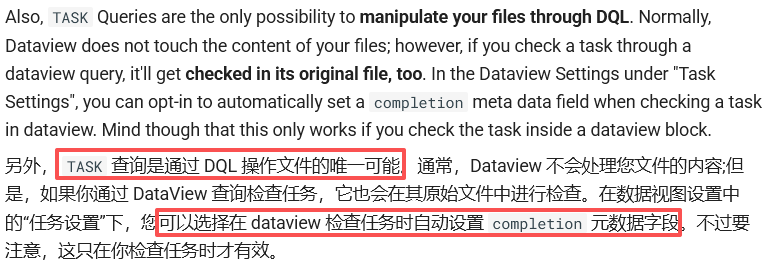 Also, TASK Queries are the only possibility to manipulate your files through DQL. Normally,
Dataview does not touch the content of your files; however, if you check a task through a
dataview query, it'll get checked in its original file, too. In the Dataview Settings under "Task
Settings", you can opt-in to automatically set a completion meta data field when checking a task
in dataview. Mind though that this only works if you check the task inside a dataview block.
另外， TASK 查询是通过 DQL 操作文件的唯一可能。通常，Dataview 不会处理您文件的内容;但
是，如果你通过 DataView 查询检查任务，它也会在其原始文件中进行检查。在数据视图设置中
的“任务设置”下，您可以选择在 dataview 检查任务时自动设置 completion 元数据字段。不过要
注意，这只在你检查任务时才有效。